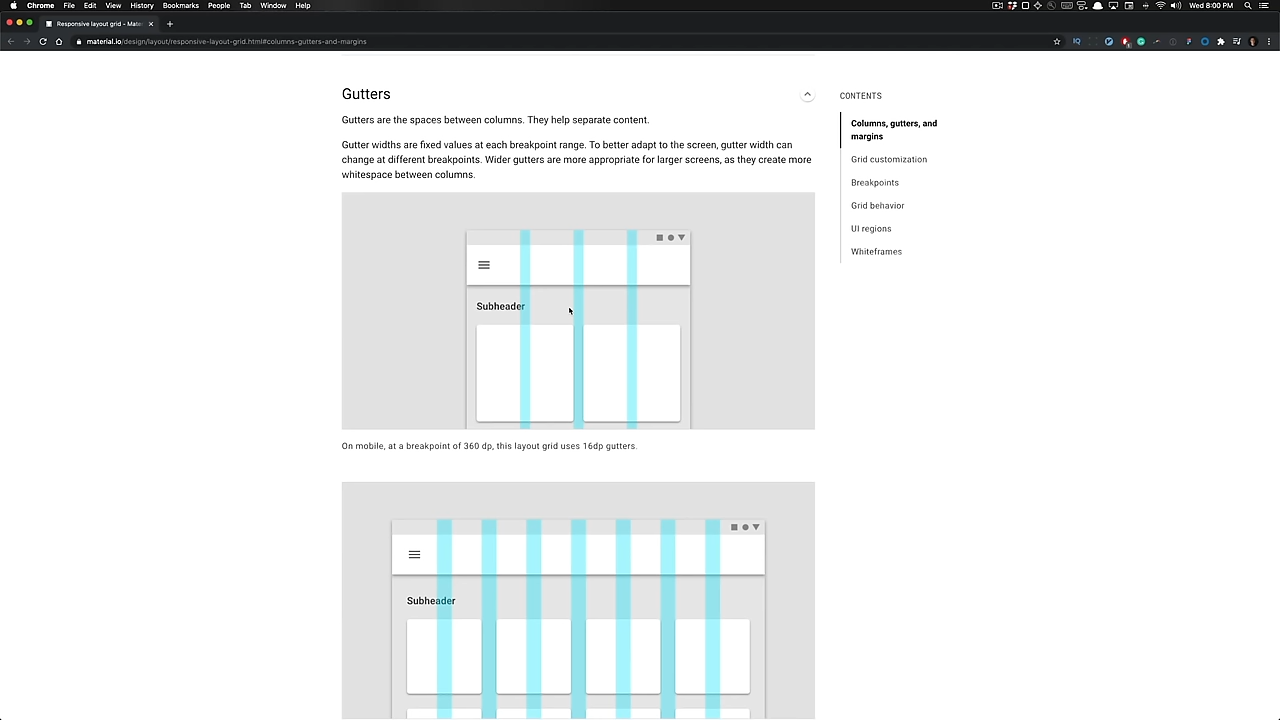 Chrome File Edit View History Bookmarks People Tab Window Help
Wed 8:00 PM
Responsive layout grid - Mater
material.io/design/layout/responsive-layout-grid.html#columns-gutters-and-margins
Gutters
Gutters are the spaces between columns. They help separate content.
Gutter widths are fixed values at each breakpoint range. To better adapt to the screen, gutter width can
change at different breakpoints. Wider gutters are more appropriate for larger screens, as they create more
whitespace between columns.
Subheader
On mobile, at a breakpoint of 360 dp, this layout grid uses 16dp gutters.
Subheader
CONTENTS
Columns, gutters, and
margins
Grid customization
Breakpoints
Grid behavior
UI regions
Whiteframes